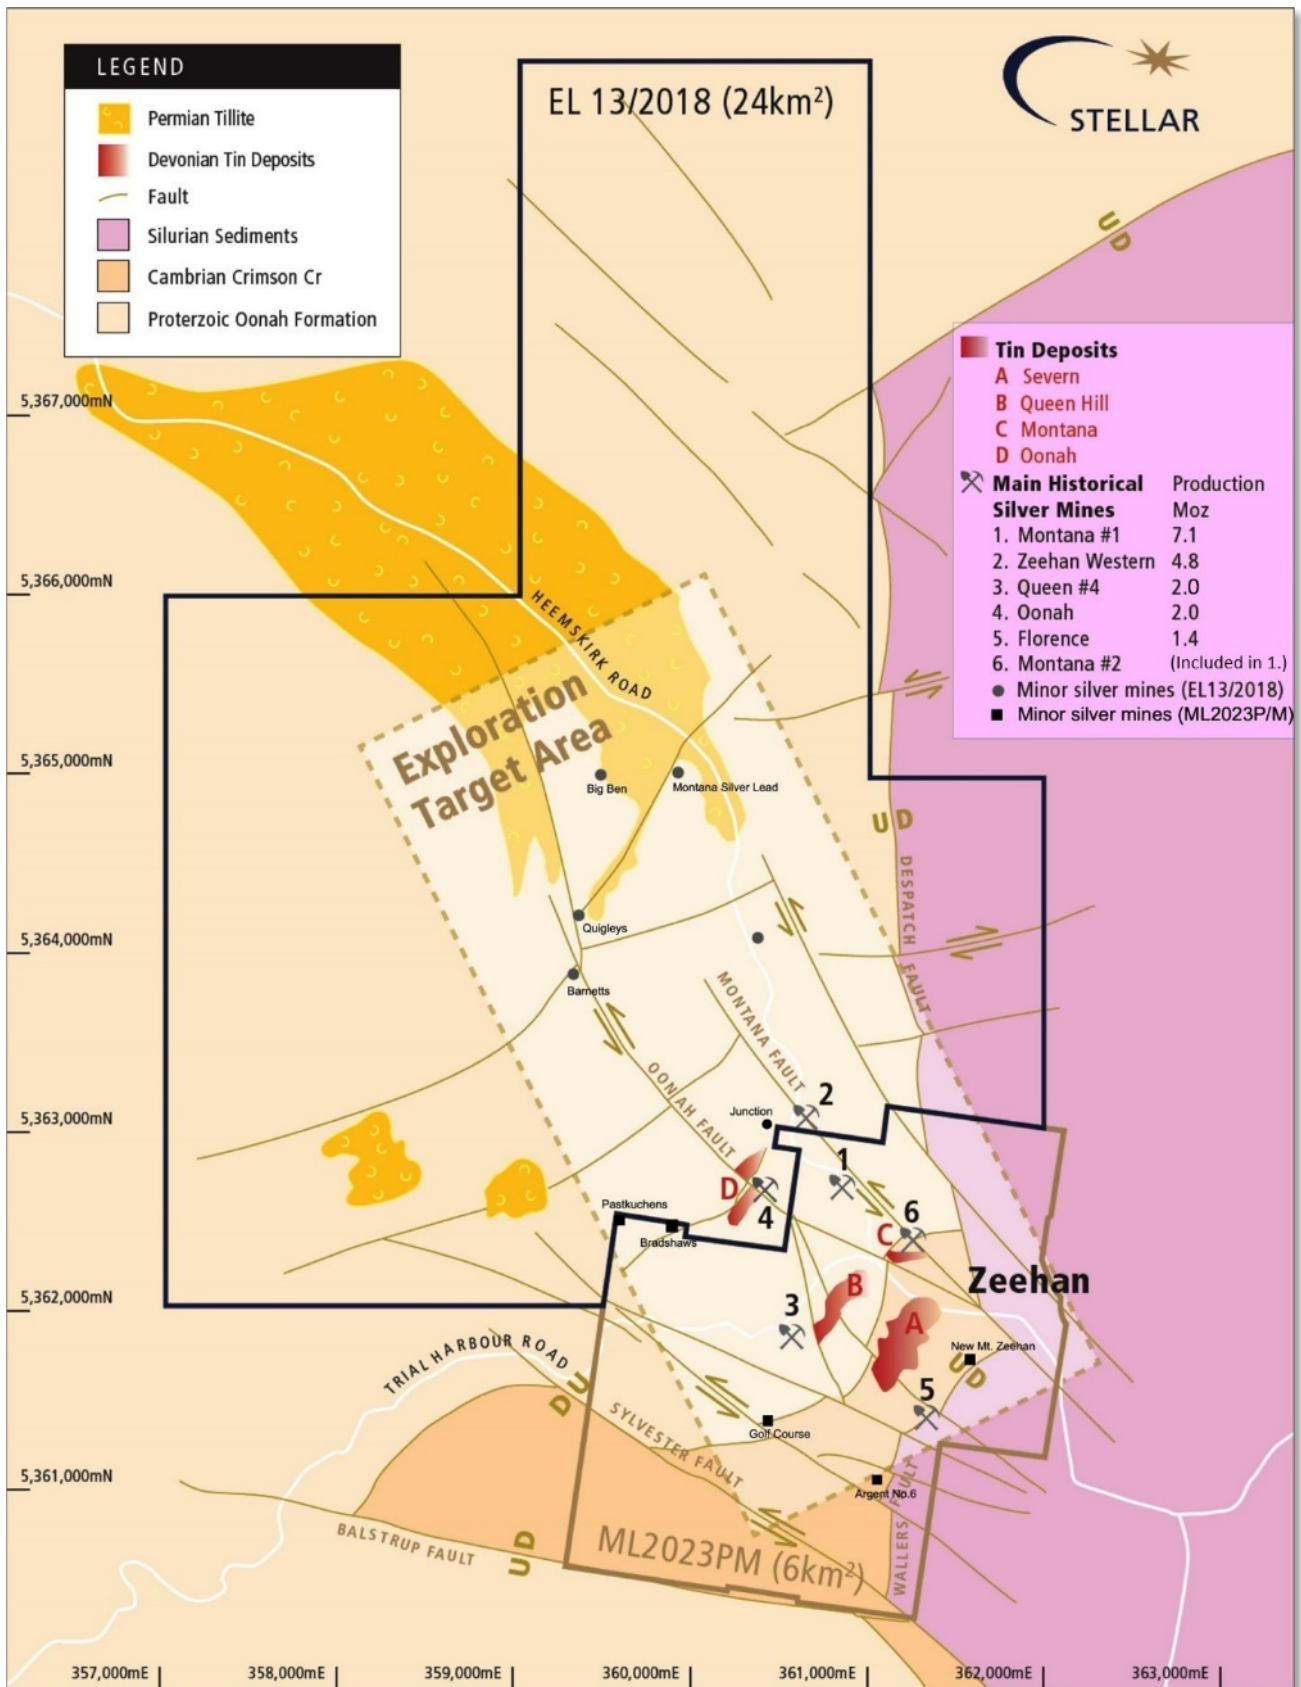 LEGEND
Permian Tillite
Devonian Tin Deposits
Fault
Silurian Sediments
Cambrian Crimson Cr
Proterzoic Oonah Formation
EL 13/2018 (24km²)
STELLAR
U D
Tin Deposits
A Severn
B Queen Hill
C Montana
D Oonah
Main Historical Production
Silver Mines Moz
1. Montana #1 7.1
2. Zeehan Western 4.8
3. Queen #4 2.0
4. Oonah 2.0
5. Florence 1.4
6. Montana #2 (Included in 1.)
Minor silver mines (EL13/2018)
Minor silver mines (ML2023P/M)
5,367,000mN
5,366,000mN
5,365,000mN
5,364,000mN
5,363,000mN
5,362,000mN
5,361,000mN
HEEMSKIRK ROAD
Exploration
Target Area
Big Ben
Montana Silver Lead
U D
DESPATCH FAULT
Quigleys
Barnetts
MONTANA FAULT
OONAH FAULT
Junction
2
1
D
4
6
C
Pastkuchens
Bradshaws
Zeehan
B
3
A
New Mt. Zeehan
U D
5
TRIAL HARBOUR ROAD
D U
SYLVESTER FAULT
Golf Course
Argent No.6
WALLERS FAULT
BALSTRUP FAULT
U D
ML2023PM (6km²)
357,000mE
358,000mE
359,000mE
360,000mE
361,000mE
362,000mE
363,000mE